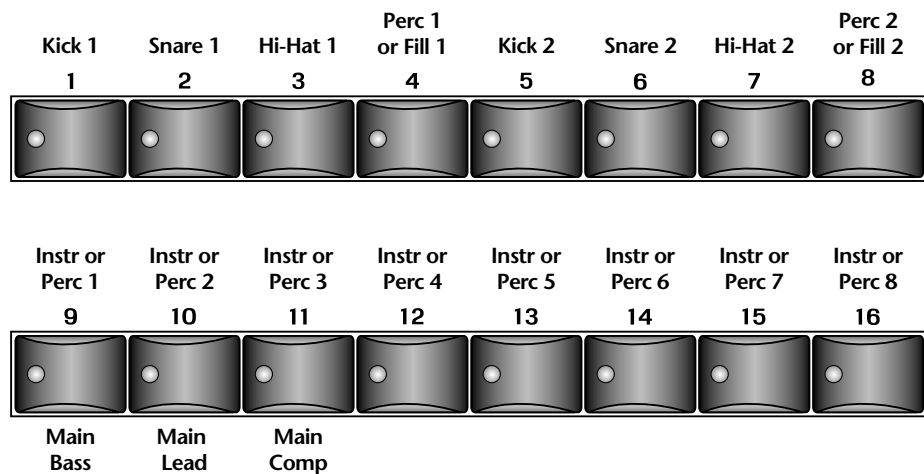 Perc 1 Perc 2
Kick 1 Snare 1 Hi-Hat 1 or Fill 1 Kick 2 Snare 2 Hi-Hat 2 or Fill 2
1 2 3 4 5 6 7 8
Instr or Instr or Instr or Instr or Instr or Instr or Instr or Instr or
Perc 1 Perc 2 Perc 3 Perc 4 Perc 5 Perc 6 Perc 7 Perc 8
9 10 11 12 13 14 15 16
Main Main Main
Bass Lead Comp